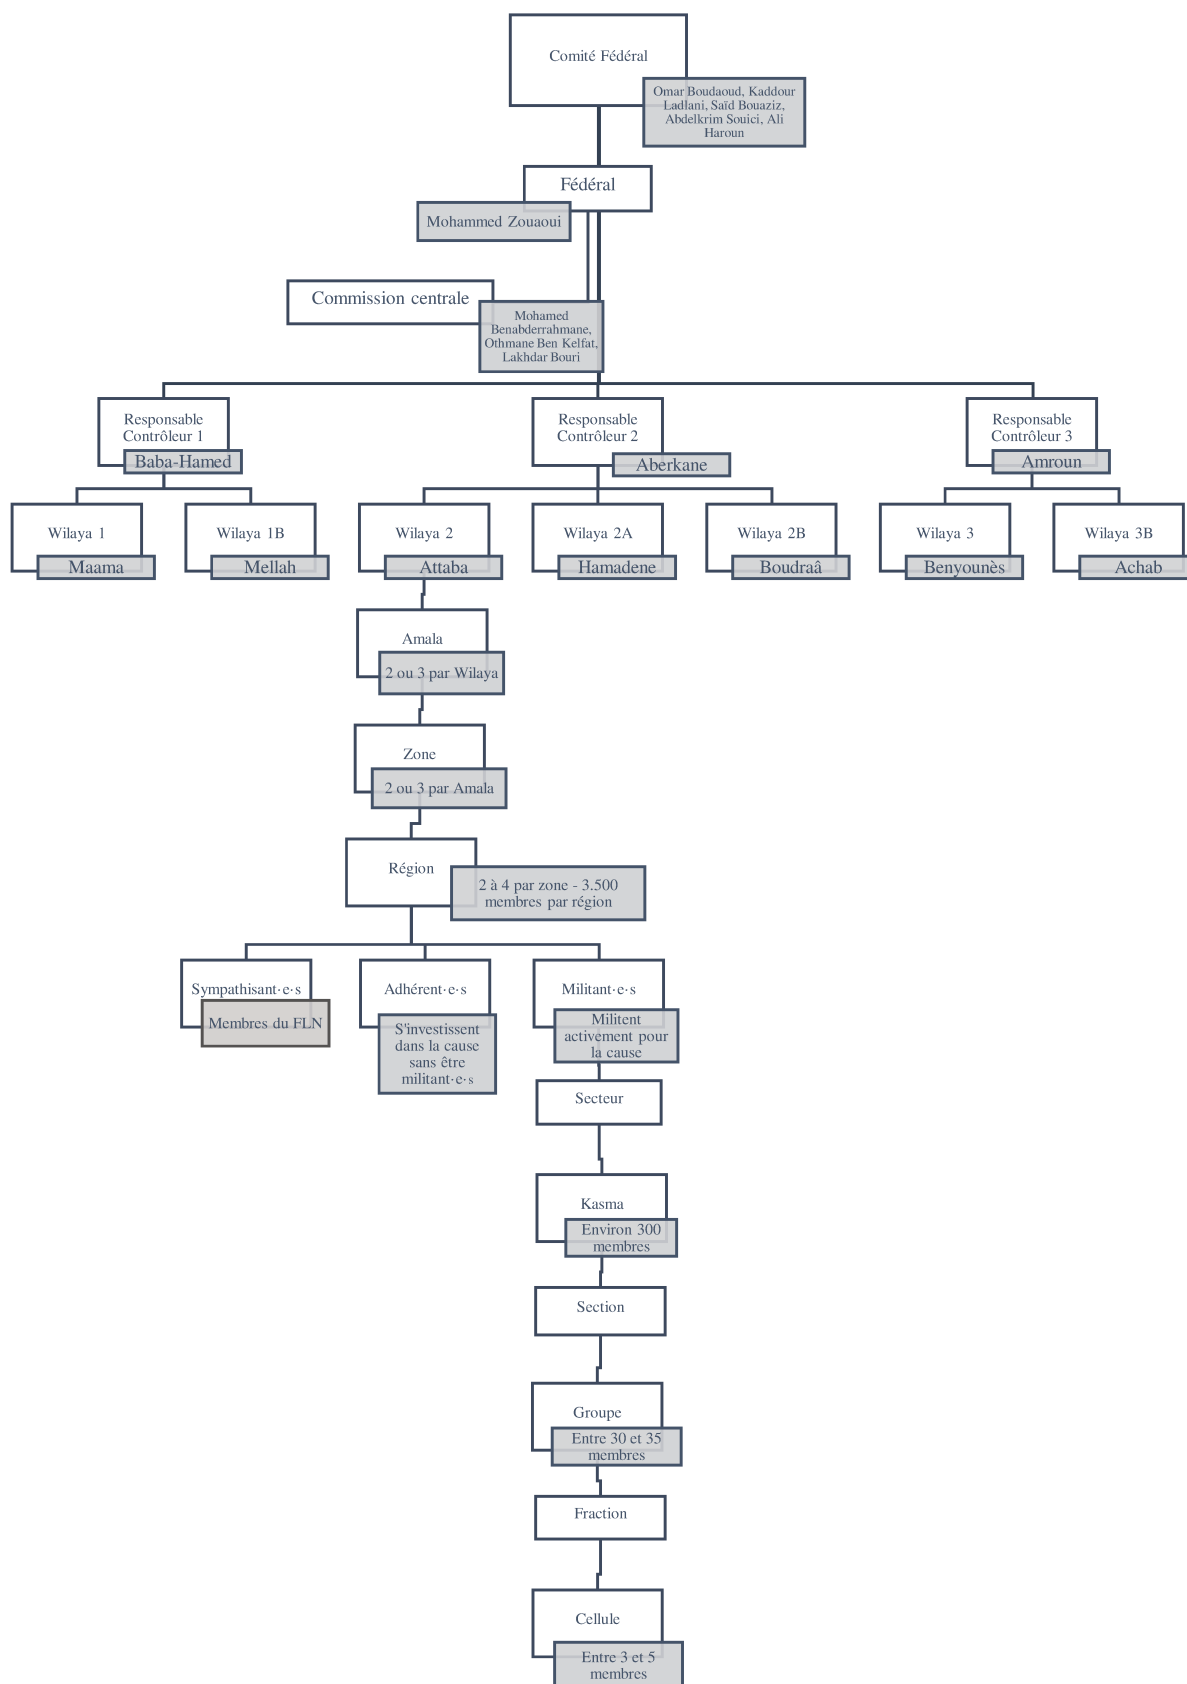 Comité Fédéral
Omar Boudaoud, Kaddour
Ladlani, Saïd Bouaziz,
Abdelkrim Souici, Ali
Haroun
Fédéral
Mohammed Zouaoui
Commission centrale
Mohamed
Benabderrahmane,
Othmane Ben Kelfat,
Lakhdar Bouri
Responsable
Contrôleur 1
Baba-Hamed
Responsable
Contrôleur 2
Aberkane
Responsable
Contrôleur 3
Amroun
Wilaya 1
Maama
Wilaya 1B
Mellah
Wilaya 2
Attaba
Wilaya 2A
Hamadene
Wilaya 2B
Boudraâ
Wilaya 3
Benyounès
Wilaya 3B
Achab
Amala
2 ou 3 par Wilaya
Zone
2 ou 3 par Amala
Région
2 à 4 par zone - 3.500
membres par région
Sympathisant·e·s
Membres du FLN
Adhérent·e·s
S'investissent
dans la cause
sans être
militant·e·s
Militant·e·s
Militent
activement pour
la cause
Secteur
Kasma
Environ 300
membres
Section
Groupe
Entre 30 et 35
membres
Fraction
Cellule
Entre 3 et 5
membres